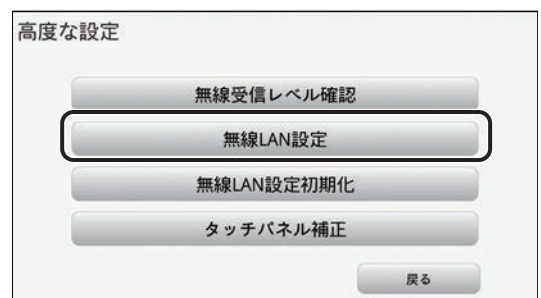 高度な設定
無線受信レベル確認
無線LAN設定
無線LAN設定初期化
タッチパネル補正
戻る